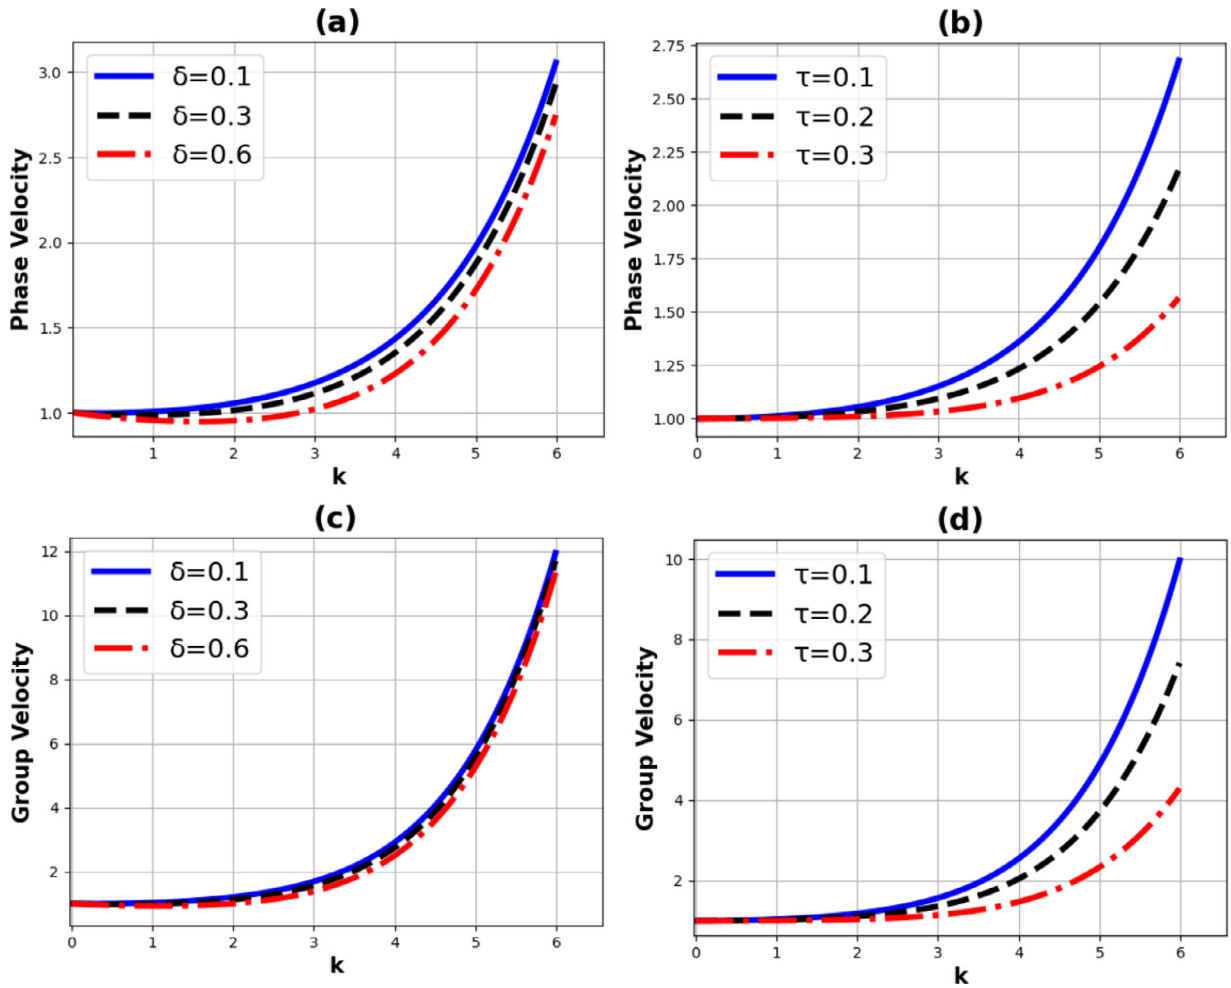 (a)
δ=0.1
δ=0.3
δ=0.6
Phase Velocity
3.0
2.5
2.0
1.5
1.0
1 2 3 4 5 6
k
(b)
τ=0.1
τ=0.2
τ=0.3
Phase Velocity
2.75
2.50
2.25
2.00
1.75
1.50
1.25
1.00
0 1 2 3 4 5 6
k
(c)
δ=0.1
δ=0.3
δ=0.6
Group Velocity
12
10
8
6
4
2
0 1 2 3 4 5 6
k
(d)
τ=0.1
τ=0.2
τ=0.3
Group Velocity
10
8
6
4
2
0 1 2 3 4 5 6
k